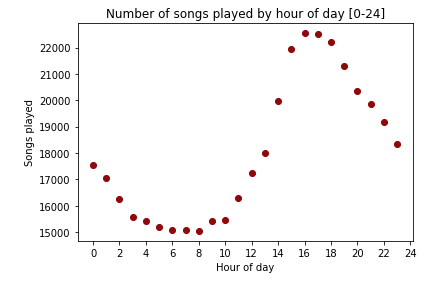 Number of songs played by hour of day [0-24]
Songs played
22000
21000
20000
19000
18000
17000
16000
15000
0 2 4 6 8 10 12 14 16 18 20 22 24
Hour of day